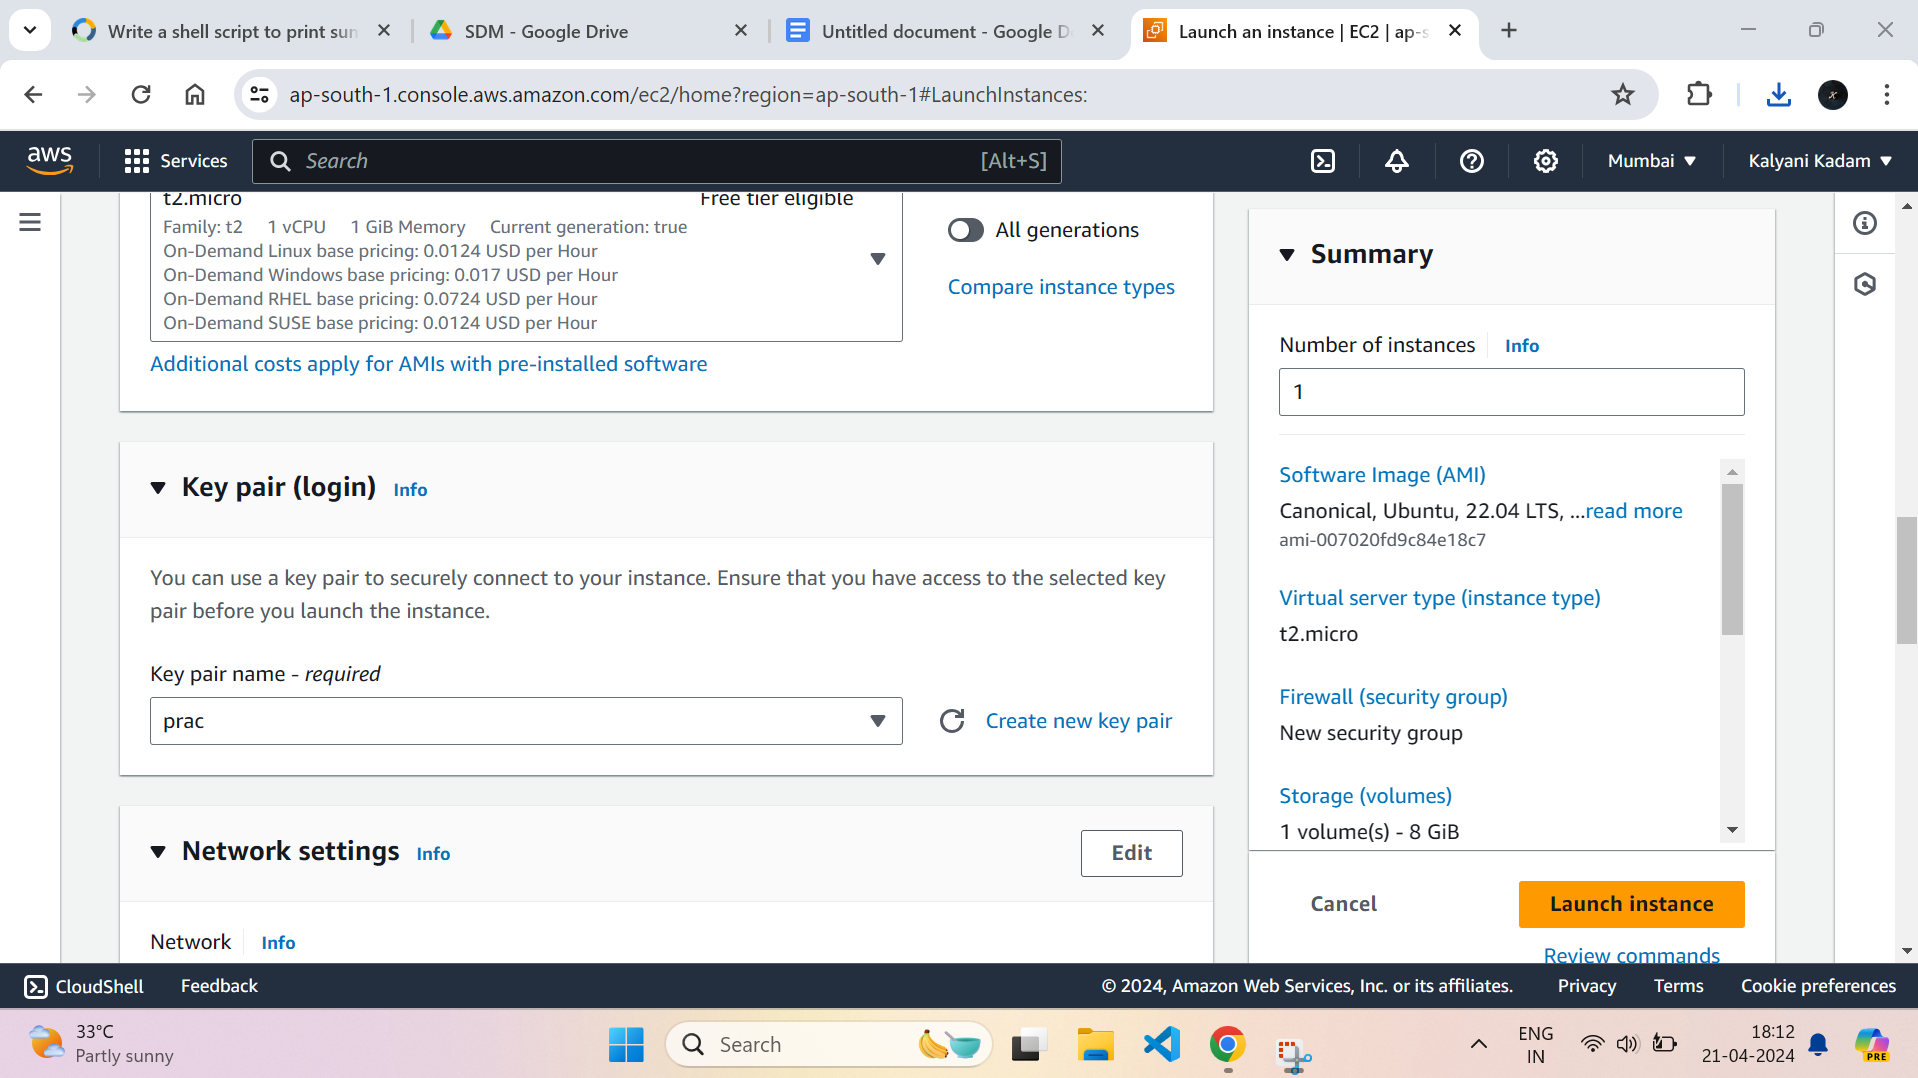 Write a shell script to print sun
SDM - Google Drive
Untitled document - Google D
Launch an instance | EC2 | ap-s
ap-south-1.console.aws.amazon.com/ec2/home?region=ap-south-1#LaunchInstances:
aws
Services
Search
[Alt+S]
Mumbai
Kalyani Kadam
t2.micro
Free tier eligible
Family: t2 1 vCPU 1 GiB Memory Current generation: true
On-Demand Linux base pricing: 0.0124 USD per Hour
On-Demand Windows base pricing: 0.017 USD per Hour
On-Demand RHEL base pricing: 0.0724 USD per Hour
On-Demand SUSE base pricing: 0.0124 USD per Hour
All generations
Compare instance types
Additional costs apply for AMIs with pre-installed software
Key pair (login) Info
You can use a key pair to securely connect to your instance. Ensure that you have access to the selected key
pair before you launch the instance.
Key pair name - required
prac
Create new key pair
Network settings Info
Edit
Network Info
Summary
Number of instances Info
1
Software Image (AMI)
Canonical, Ubuntu, 22.04 LTS, ...read more
ami-007020fd9c84e18c7
Virtual server type (instance type)
t2.micro
Firewall (security group)
New security group
Storage (volumes)
1 volume(s) - 8 GiB
Cancel
Launch instance
Review commands
CloudShell
Feedback
© 2024, Amazon Web Services, Inc. or its affiliates.
Privacy
Terms
Cookie preferences
33°C
Partly sunny
Search
ENG
IN
18:12
21-04-2024
PRE